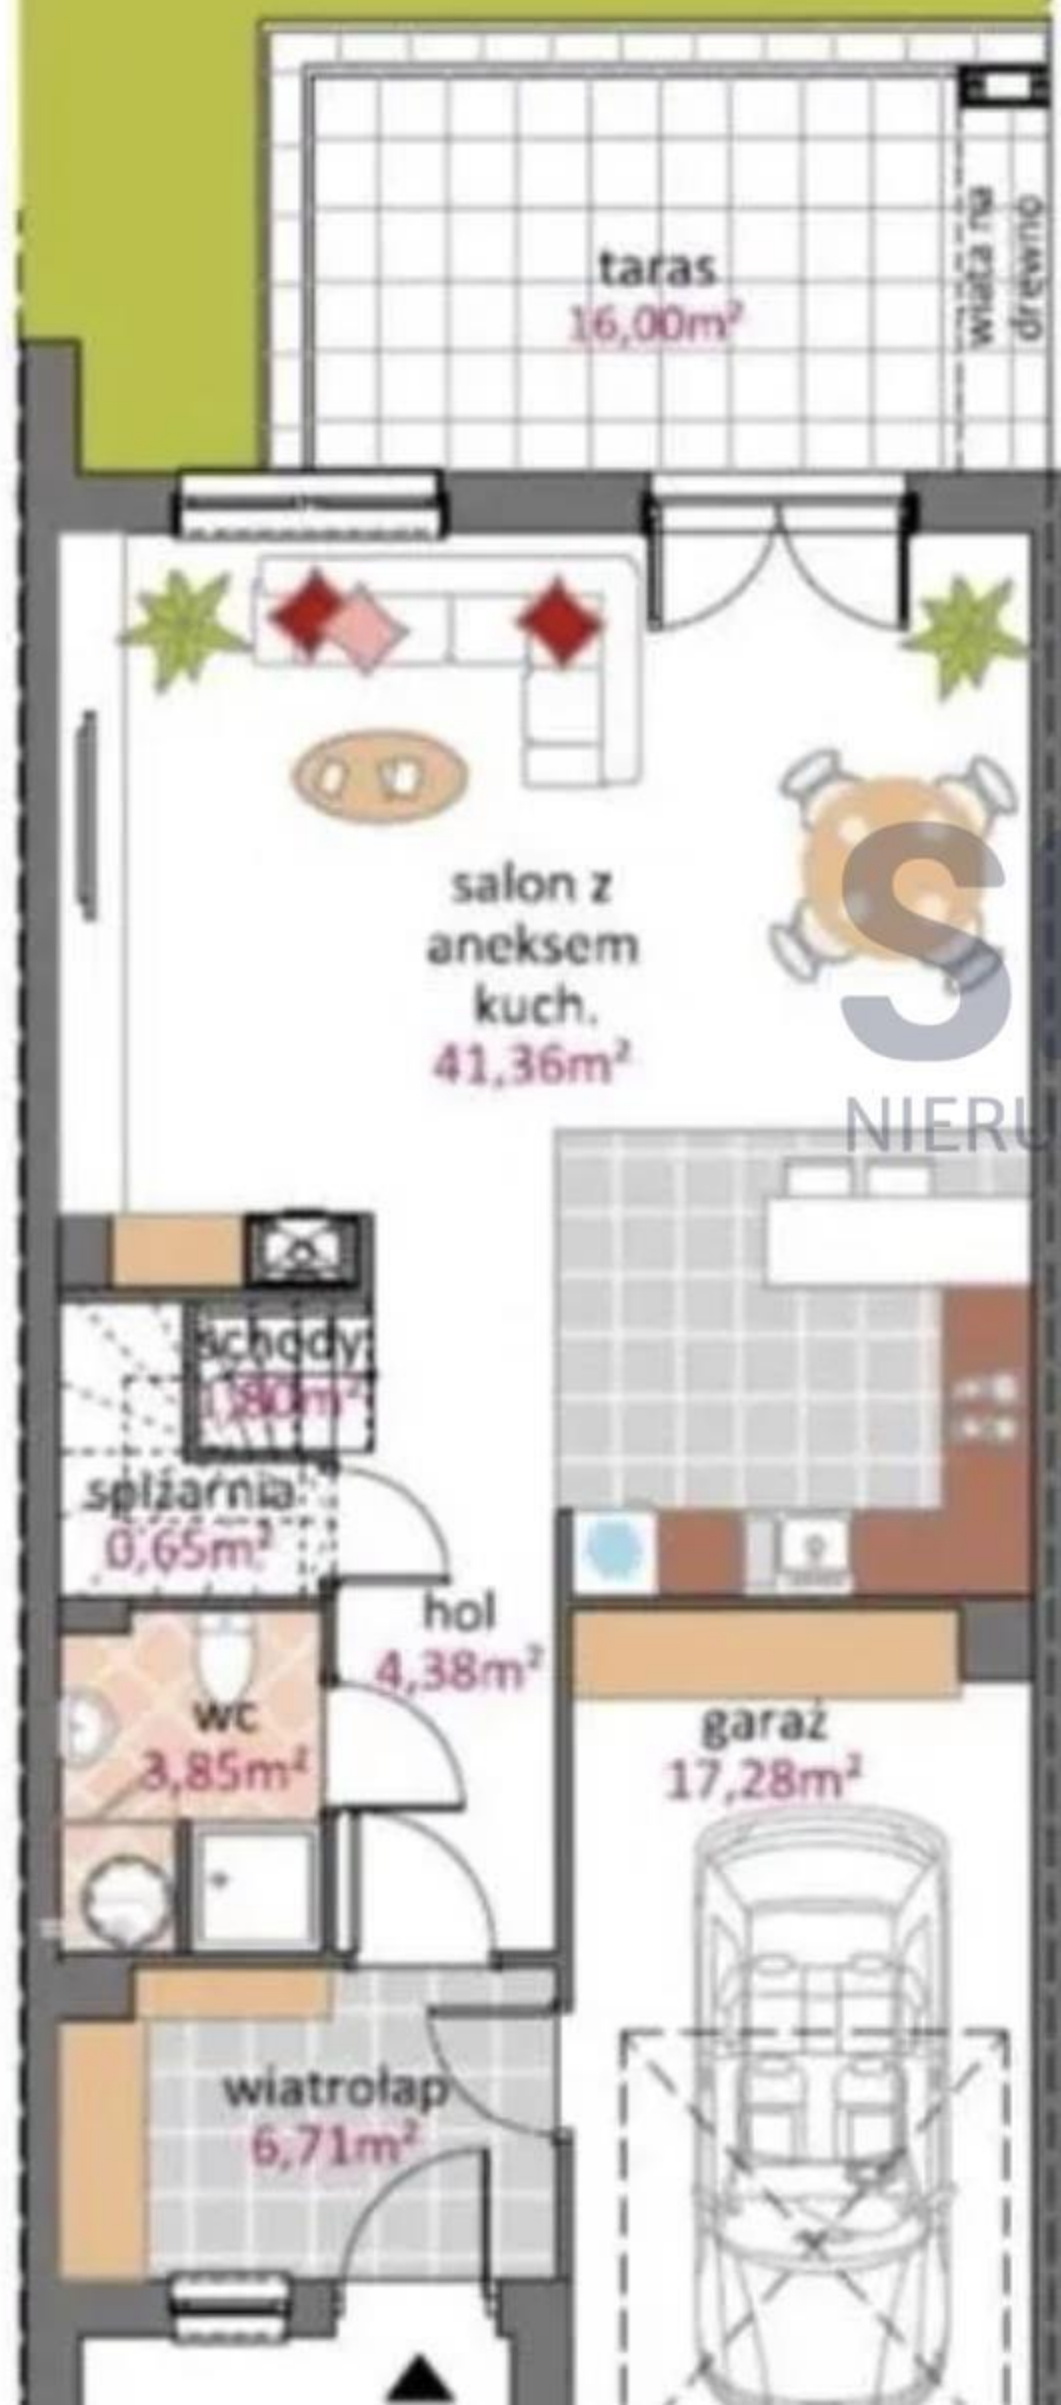 taras
16,00m²
wiata na
drewno
salon z
aneksem
kuch.
41,36m²
S
NIERU
schody
1,80m²
spiżarnia
0,65m²
hol
4,38m²
wc
3,85m²
garaż
17,28m²
wiatrołap
6,71m²